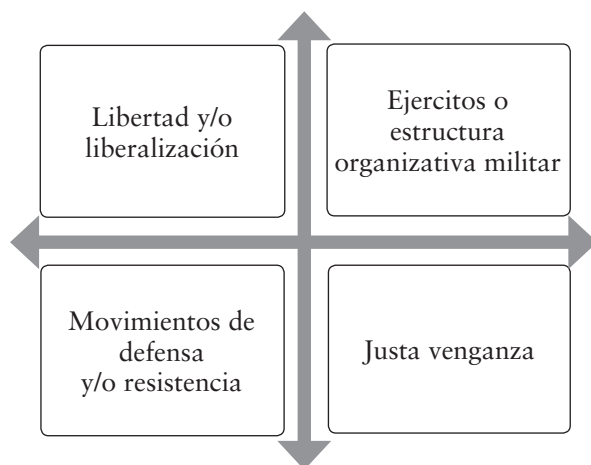 Libertad y/o
liberalización
Ejercitos o
estructura
organizativa militar
Movimientos de
defensa
y/o resistencia
Justa venganza